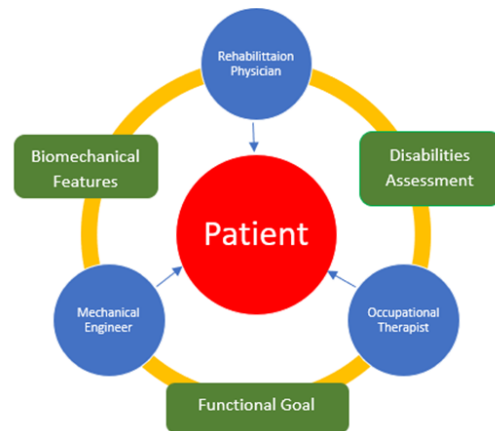 Rehabilittaion
Physician
Biomechanical
Features
Disabilities
Assessment
Patient
Mechanical
Engineer
Occupational
Therapist
Functional Goal